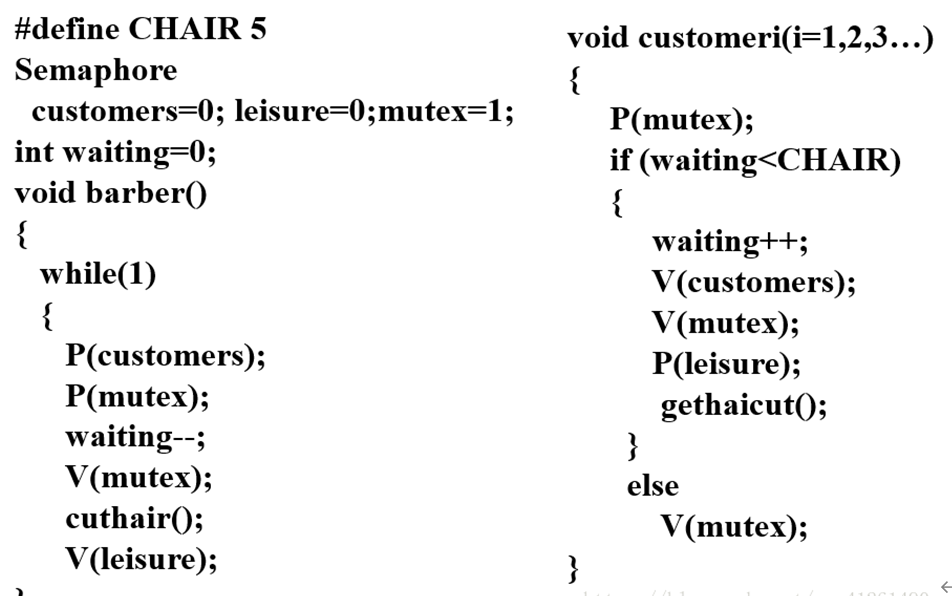 #define CHAIR 5
Semaphore
customers=0; leisure=0;mutex=1;
int waiting=0;
void barber()
{
while(1)
{
P(customers);
P(mutex);
waiting--;
V(mutex);
cuthair();
V(leisure);
}
void customeri(i=1,2,3…)
{
P(mutex);
if (waiting<CHAIR)
{
waiting++;
V(customers);
V(mutex);
P(leisure);
gethaicut();
}
else
V(mutex);
}